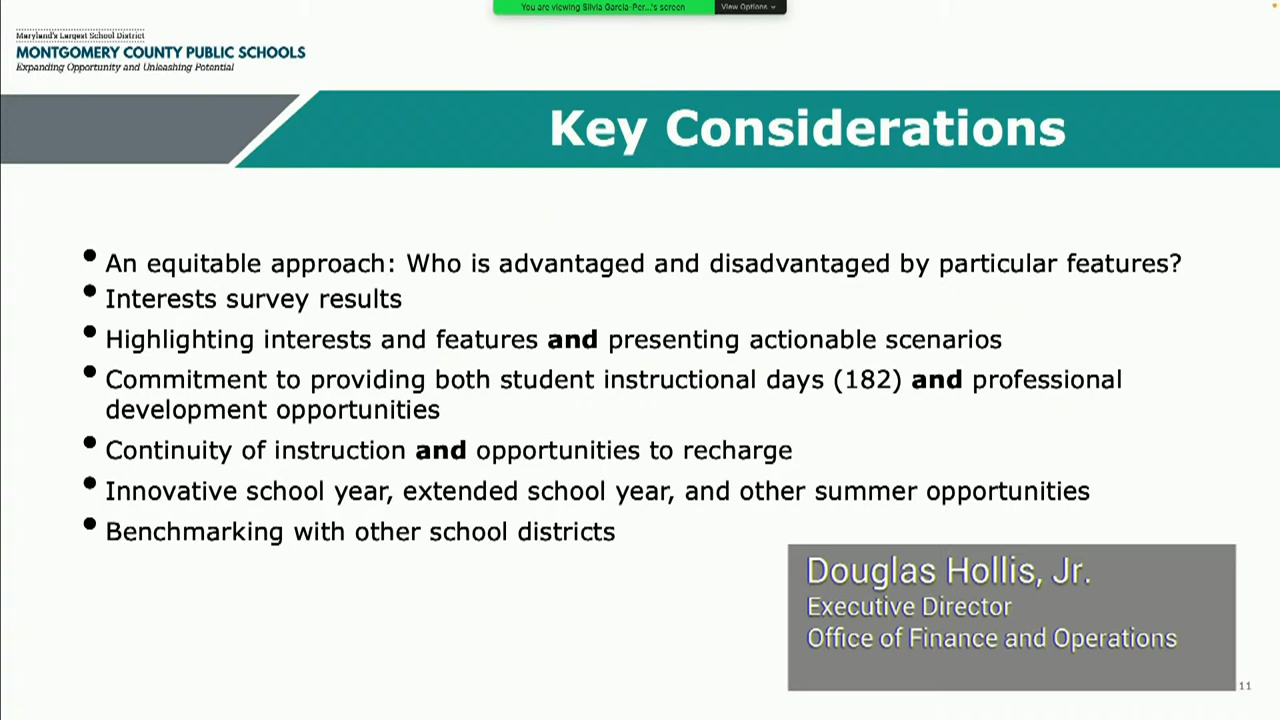 You are viewing Silvia Garcia-Per...'s screen
View Options
Maryland's Largest School District
MONTGOMERY COUNTY PUBLIC SCHOOLS
Expanding Opportunity and Unleashing Potential
Key Considerations
• An equitable approach: Who is advantaged and disadvantaged by particular features?
• Interests survey results
• Highlighting interests and features and presenting actionable scenarios
• Commitment to providing both student instructional days (182) and professional
development opportunities
• Continuity of instruction and opportunities to recharge
• Innovative school year, extended school year, and other summer opportunities
• Benchmarking with other school districts
Douglas Hollis, Jr.
Executive Director
Office of Finance and Operations
11